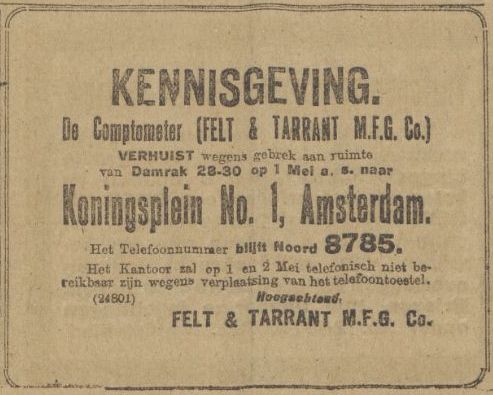 KENNISGEVING.
De Comptometer (FELT & TARRANT M.F.G. Co.)
VERHUIST wegens gebrek aan ruimte
van Damrak 28-30 op 1 Mei a. s. naar
Koningsplein No. 1, Amsterdam.
Het Telefoonnummer blijft Noord 8785.
Het Kantoor zal op 1 en 2 Mei telefonisch niet be-
reikbaar zijn wegens verplaatsing van het telefoontoestel.
(24801) Hoogachtend,
FELT & TARRANT M.F.G. Co.